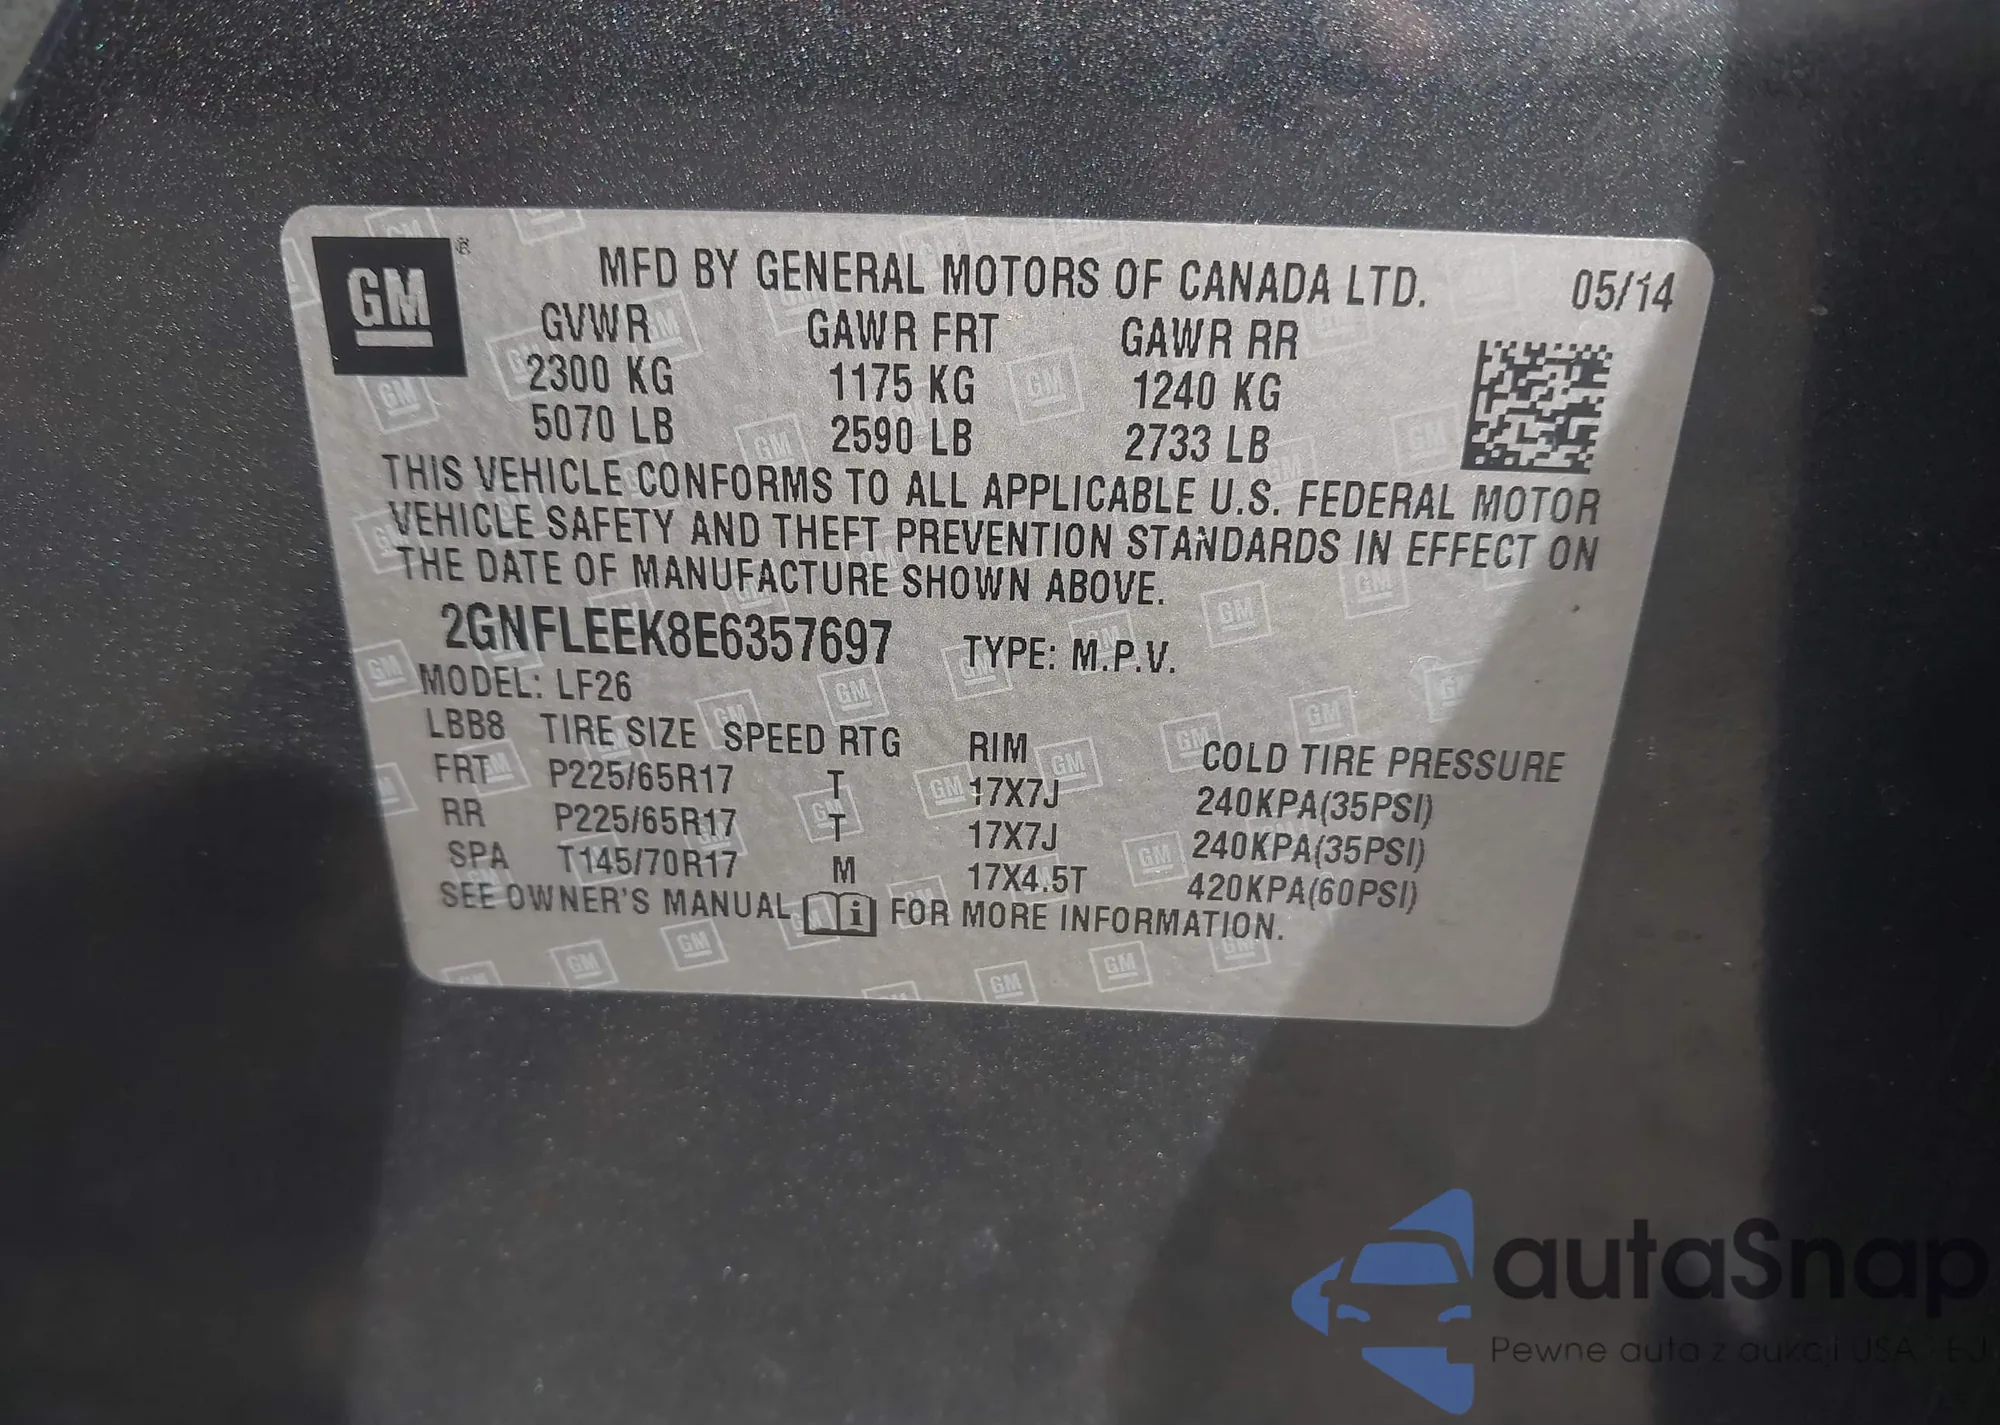 GM ® MFD BY GENERAL MOTORS OF CANADA LTD. 05/14
GVWR GAWR FRT GAWR RR
2300 KG 1175 KG 1240 KG
5070 LB 2590 LB 2733 LB
THIS VEHICLE CONFORMS TO ALL APPLICABLE U.S. FEDERAL MOTOR
VEHICLE SAFETY AND THEFT PREVENTION STANDARDS IN EFFECT ON
THE DATE OF MANUFACTURE SHOWN ABOVE.
2GNFLEEK8E6357697 TYPE: M.P.V.
MODEL: LF26
LBB8 TIRE SIZE SPEED RTG RIM COLD TIRE PRESSURE
FRT P225/65R17 T 17X7J 240KPA(35PSI)
RR P225/65R17 T 17X7J 240KPA(35PSI)
SPA T145/70R17 M 17X4.5T 420KPA(60PSI)
SEE OWNER'S MANUAL i FOR MORE INFORMATION.
autaSnap
Pewne auta z aukcji USA